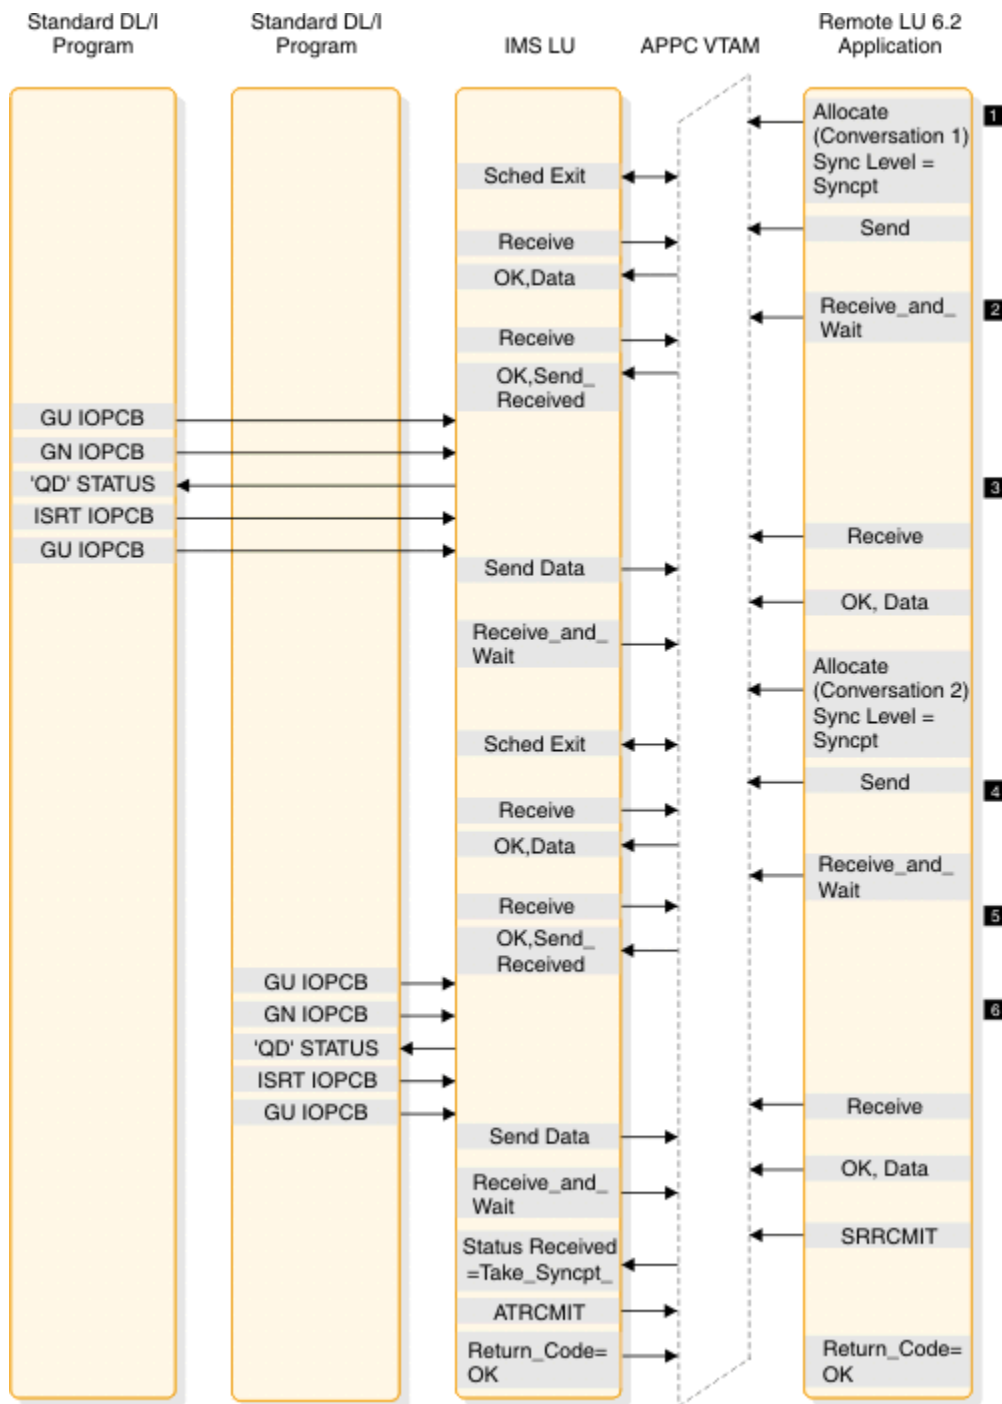 Standard DL/I
Program
Standard DL/I
Program
IMS LU
APPC VTAM
Remote LU 6.2
Application
Allocate
(Conversation 1)
Sync Level =
Syncpt
1
Sched Exit
Send
Receive
OK,Data
Receive_and_
Wait
2
Receive
OK,Send_
Received
GU IOPCB
GN IOPCB
'QD' STATUS
3
ISRT IOPCB
GU IOPCB
Receive
Send Data
OK, Data
Receive_and_
Wait
Allocate
(Conversation 2)
Sync Level =
Syncpt
Sched Exit
Send
4
Receive
OK,Data
Receive_and_
Wait
Receive
5
OK,Send_
Received
GU IOPCB
GN IOPCB
6
'QD' STATUS
ISRT IOPCB
GU IOPCB
Receive
Send Data
OK, Data
Receive_and_
Wait
SRRCMIT
Status Received
=Take_Syncpt_
ATRCMIT
Return_Code=
OK
Return_Code=
OK